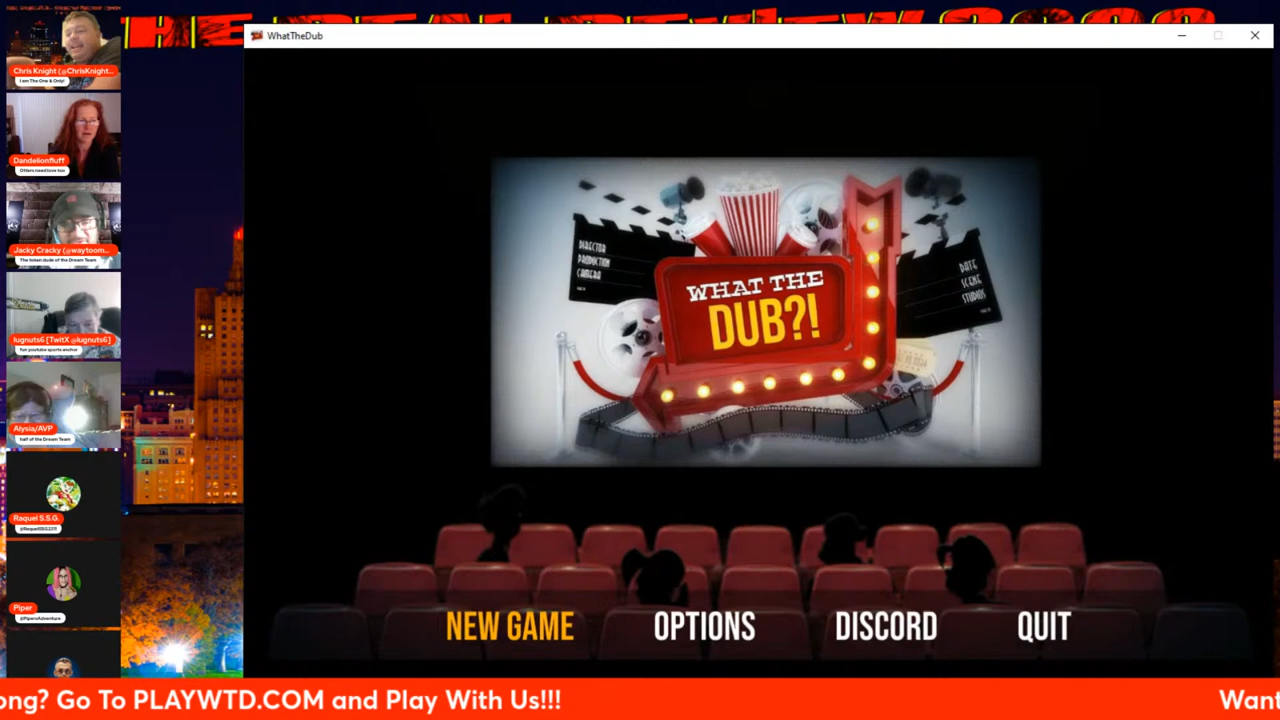 WhatTheDub
Chris Knight (@ChrisKnight...
I am The One & Only!
Dandelionfluff
Otters need love too
Jacky Cracky (@waytoom...
The token dude of the Dream Team
lugnuts6 [TwitX @lugnuts6]
fun youtube sports anchor
Alysia/AVP
half of the Dream Team
Raquel S.S.G.
Piper
@PipersAdventure
DIRECTOR
PRODUCTION
CAMERA
WHAT THE
DUB?!
DATE
SCENE
STUDIOS
NEW GAME
OPTIONS
DISCORD
QUIT
ong? Go To PLAYWTD.COM and Play With Us!!!
Want